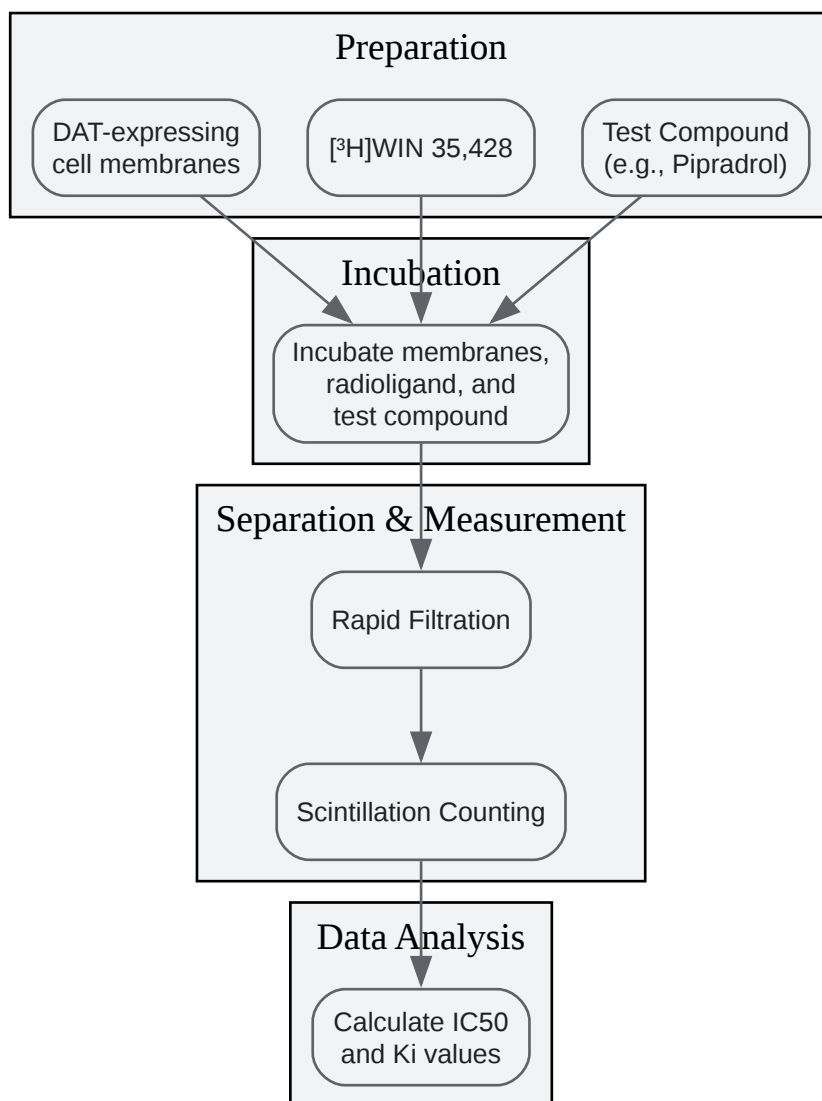 Preparation
DAT-expressing
cell membranes
[³H]WIN 35,428
Test Compound
(e.g., Pipradrol)
Incubation
Incubate membranes,
radioligand, and
test compound
Separation & Measurement
Rapid Filtration
Scintillation Counting
Data Analysis
Calculate IC50
and Ki values